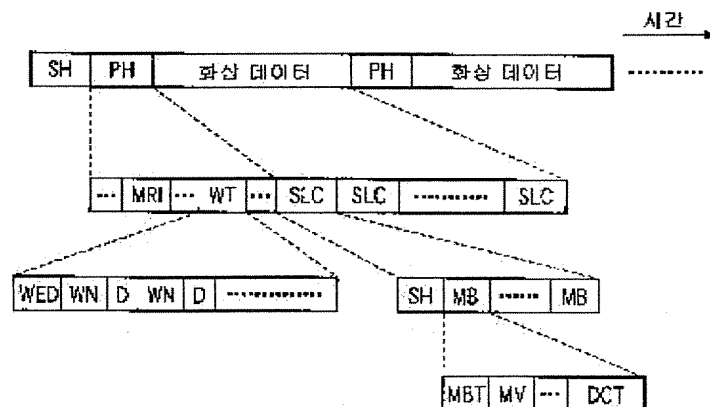 시간
SH PH 화상 데이터 PH 화상 데이터 ........
... MRI ... WT ... SLC SLC ........ SLC
WED WN D WN D ........
SH MB ...... MB
MBT MV ... DCT